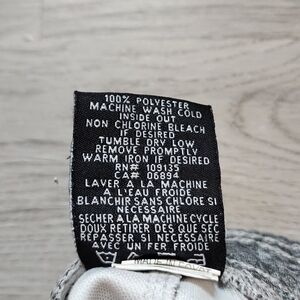 100% POLYESTER
MACHINE WASH COLD
INSIDE OUT
NON CHLORINE BLEACH
IF DESIRED
TUMBLE DRY LOW
REMOVE PROMPTLY
WARM IRON IF DESIRED
RN# 109135
CA# 06894
LAVER A LA MACHINE
A L'EAU FROIDE
BLANCHIR SANS CHLORE SI
NECESSAIRE
SECHER A LA MACHINE CYCLE
DOUX RETIRER DES QUE SEC
REPASSER SI NECESSAIRE
AVEC UN FER FROIDE
MADE IN